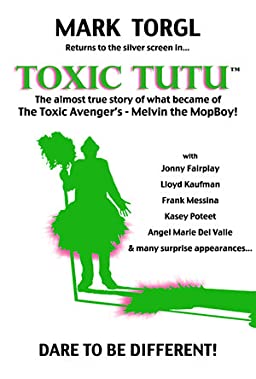 MARK TORGL
Returns to the silver screen in...
TOXIC TUTU™
The almost true story of what became of
The Toxic Avenger's - Melvin the MopBoy!
with
Jonny Fairplay
Lloyd Kaufman
Frank Messina
Kasey Poteet
Angel Marie Del Valle
& many surprise appearances...
DARE TO BE DIFFERENT!